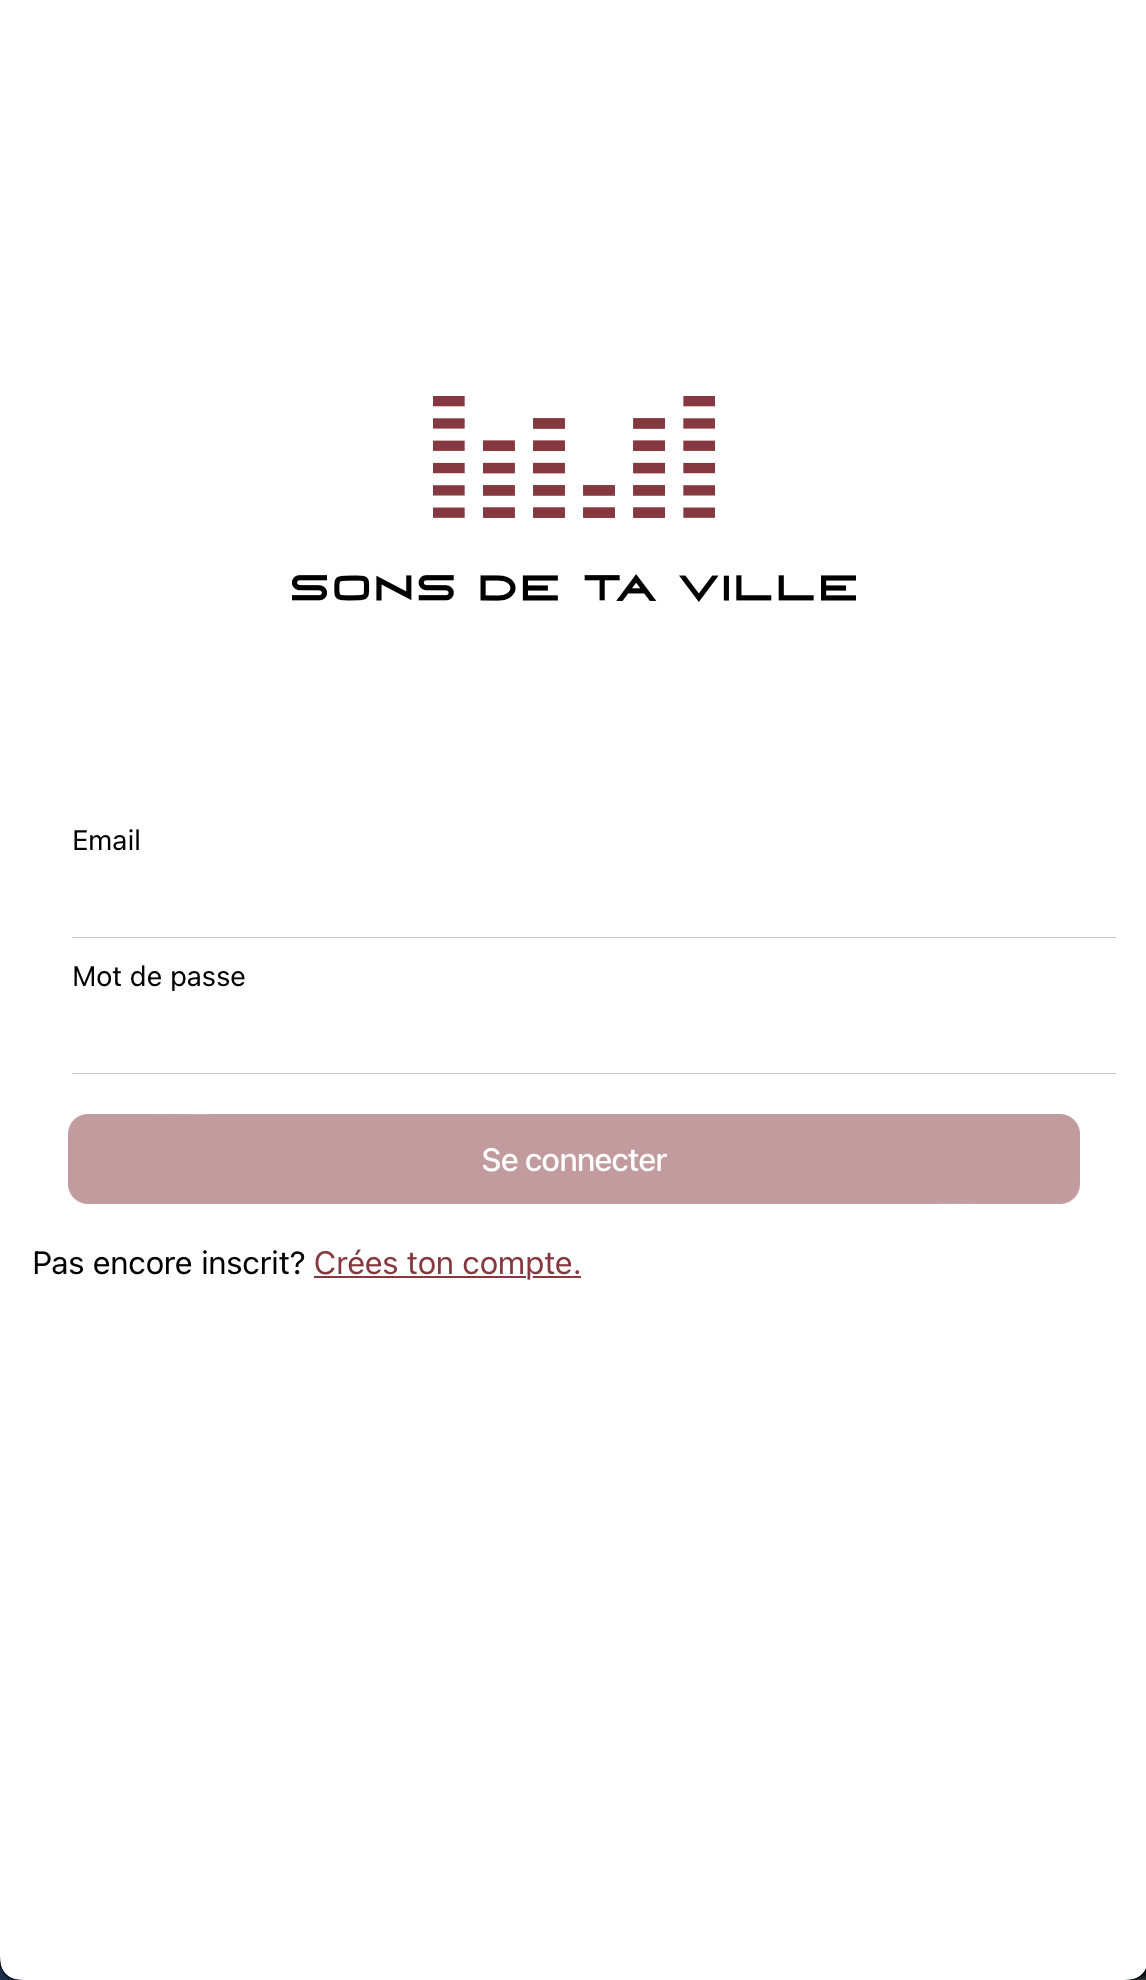 SONS DE TA VILLE
Email
Mot de passe
Se connecter
Pas encore inscrit? Crées ton compte.